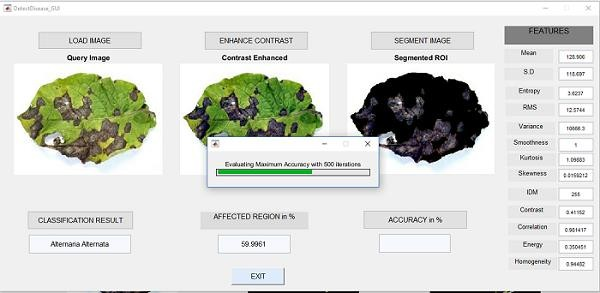 DetectDisease_GUI
LOAD IMAGE
ENHANCE CONTRAST
SEGMENT IMAGE
Query Image
Contrast Enhanced
Segmented ROI
Evaluating Maximum Accuracy with 500 iterations
CLASSIFICATION RESULT
AFFECTED REGION in %
ACCURACY in %
Alternaria Alternata
59.9961
EXIT
FEATURES
Mean 128.906
S.D 118.697
Entropy 3.6237
RMS 12.5744
Variance 10866.3
Smoothness 1
Kurtosis 1.09683
Skewness 0.0159212
IDM 255
Contrast 0.41152
Correlation 0.981417
Energy 0.350451
Homogeneity 0.94482